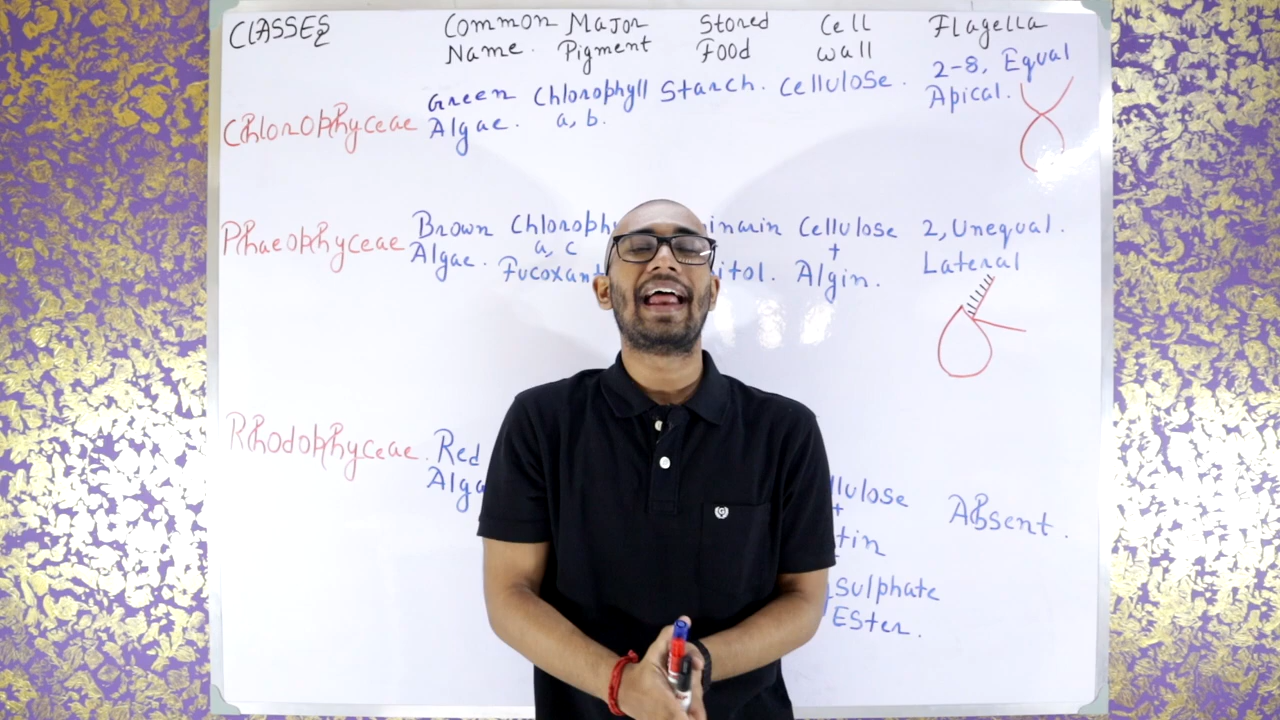 CLASSES Common Major Stored Cell Flagella
Name. Pigment Food wall
Chlorophyceae Green Chlorophyll Starch. Cellulose. 2-8, Equal
Algae. a, b. Apical.
Phaeophyceae Brown Chlorophy inarin Cellulose 2, Unequal.
Algae. a, c + Lateral
Fucoxant itol. Algin.
Rhodophyceae. Red llulose Absent.
Alga +
tin
sulphate
Ester.